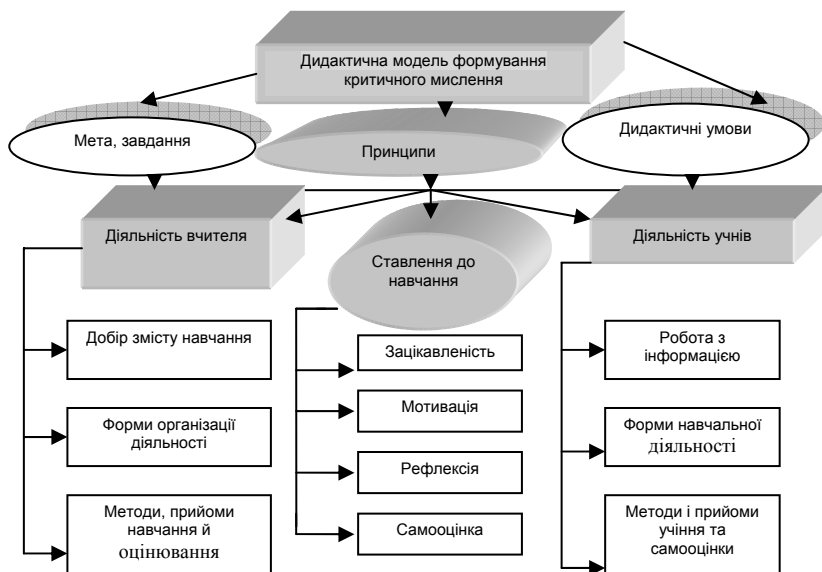 Дидактична модель формування
критичного мислення
Мета, завдання
Принципи
Дидактичні умови
Діяльність вчителя
Ставлення до
навчання
Діяльність учнів
Добір змісту навчання
Форми організації
діяльності
Методи, прийоми
навчання й
оцінювання
Зацікавленість
Мотивація
Рефлексія
Самооцінка
Робота з
інформацією
Форми навчальної
діяльності
Методи і прийоми
учіння та
самооцінки